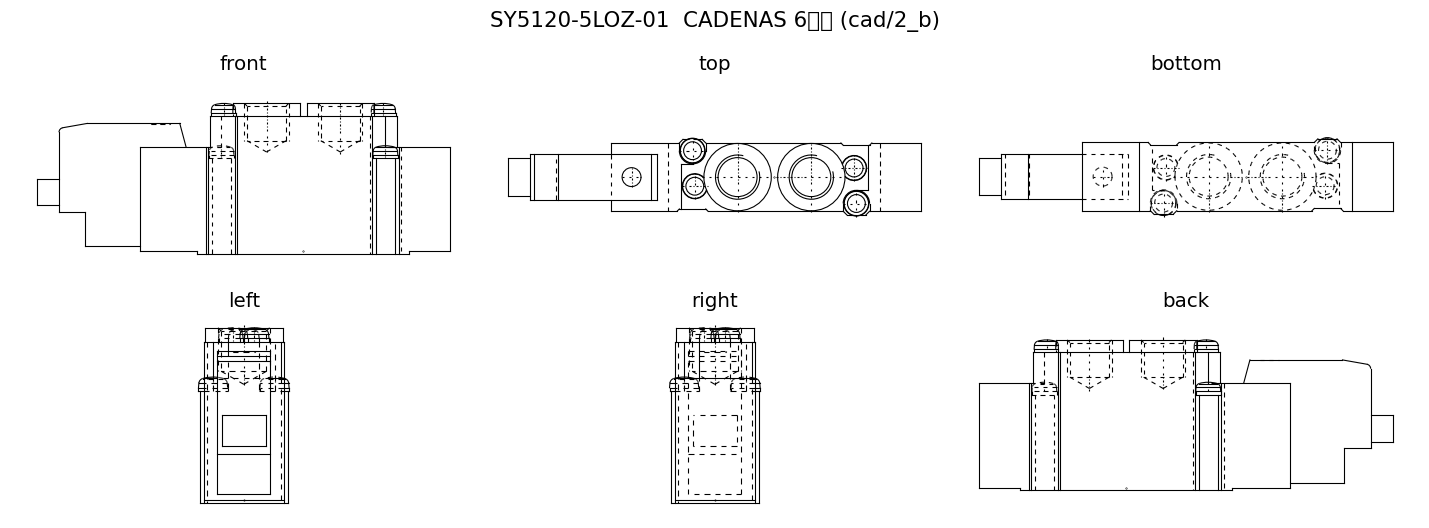 SY5120-5LOZ-01 CADENAS 6▯▯ (cad/2_b)
front
top
bottom
left
right
back